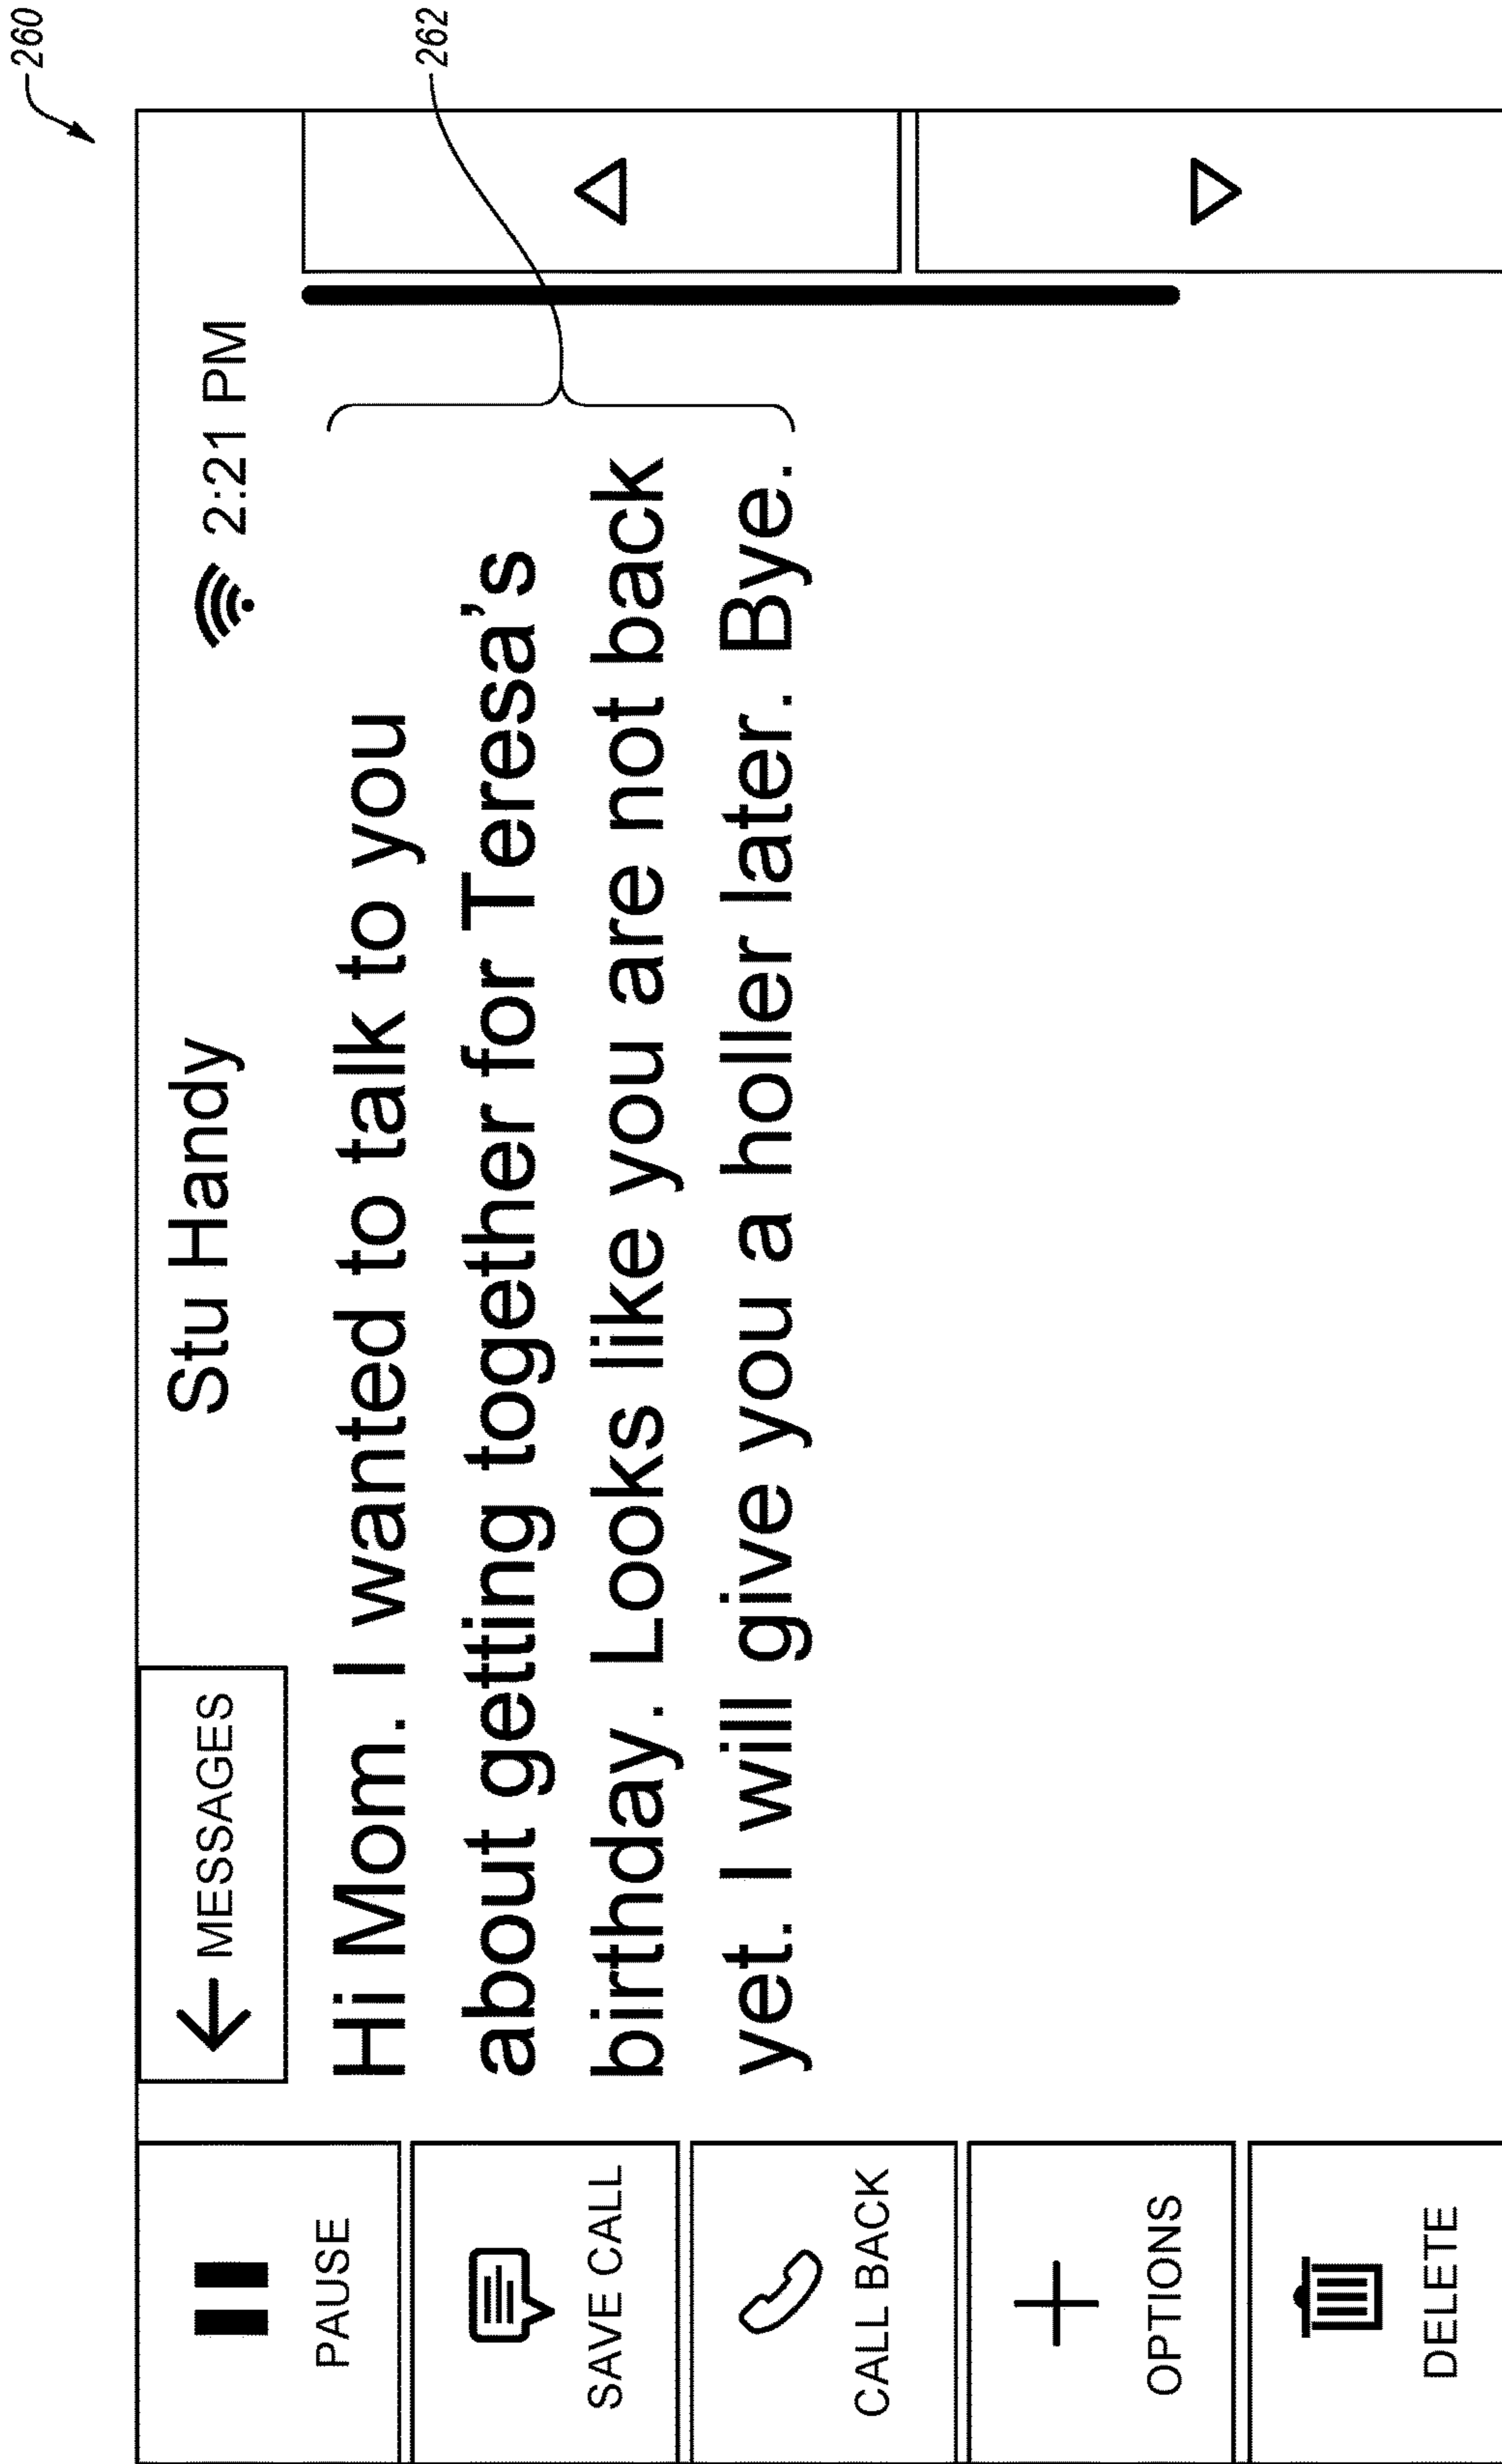 260
← MESSAGES
Stu Handy
2:21 PM
262
Hi Mom. I wanted to talk to you
about getting together for Teresa's
birthday. Looks like you are not back
yet. I will give you a holler later. Bye.
PAUSE
SAVE CALL
CALL BACK
OPTIONS
DELETE